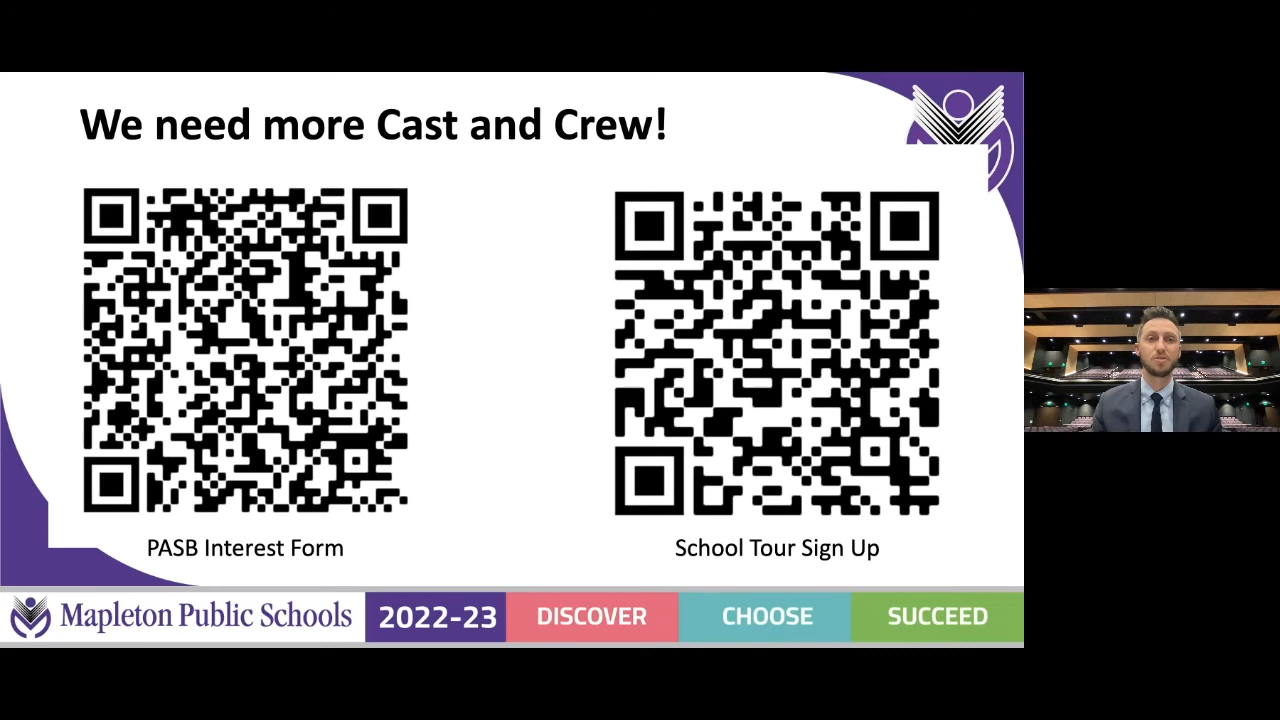 We need more Cast and Crew!
PASB Interest Form
School Tour Sign Up
Mapleton Public Schools
2022-23
DISCOVER
CHOOSE
SUCCEED